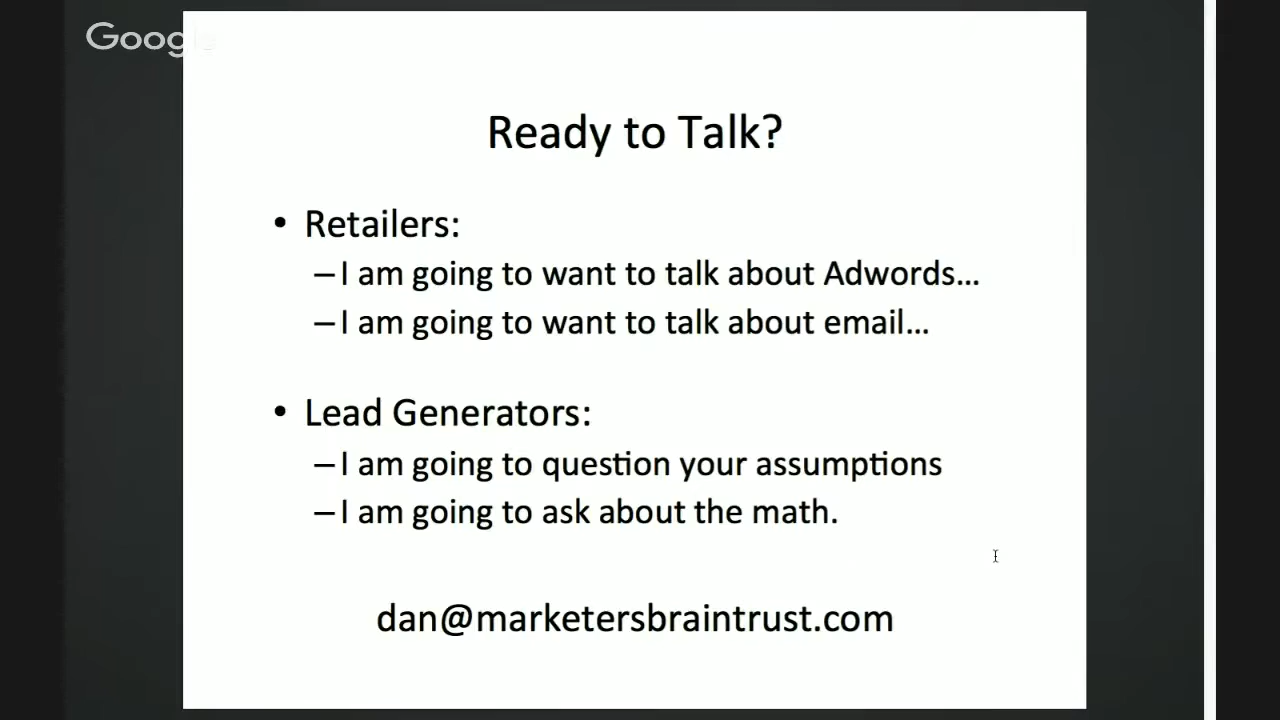 Google
Ready to Talk?
• Retailers:
–I am going to want to talk about Adwords...
–I am going to want to talk about email...
• Lead Generators:
–I am going to question your assumptions
–I am going to ask about the math.
dan@marketersbraintrust.com